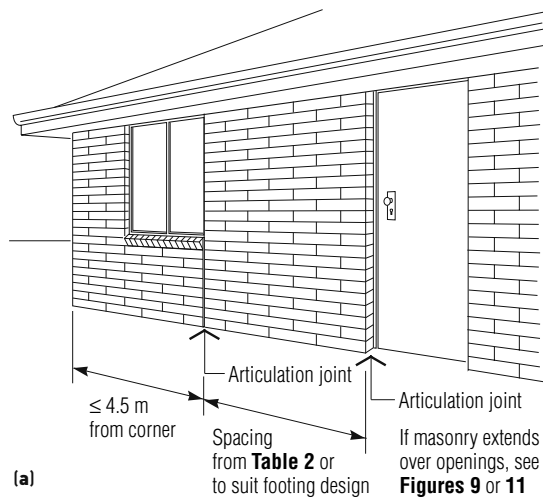 Articulation joint
≤ 4.5 m
from corner
Articulation joint
Spacing
from Table 2 or
to suit footing design
If masonry extends
over openings, see
Figures 9 or 11
(a)